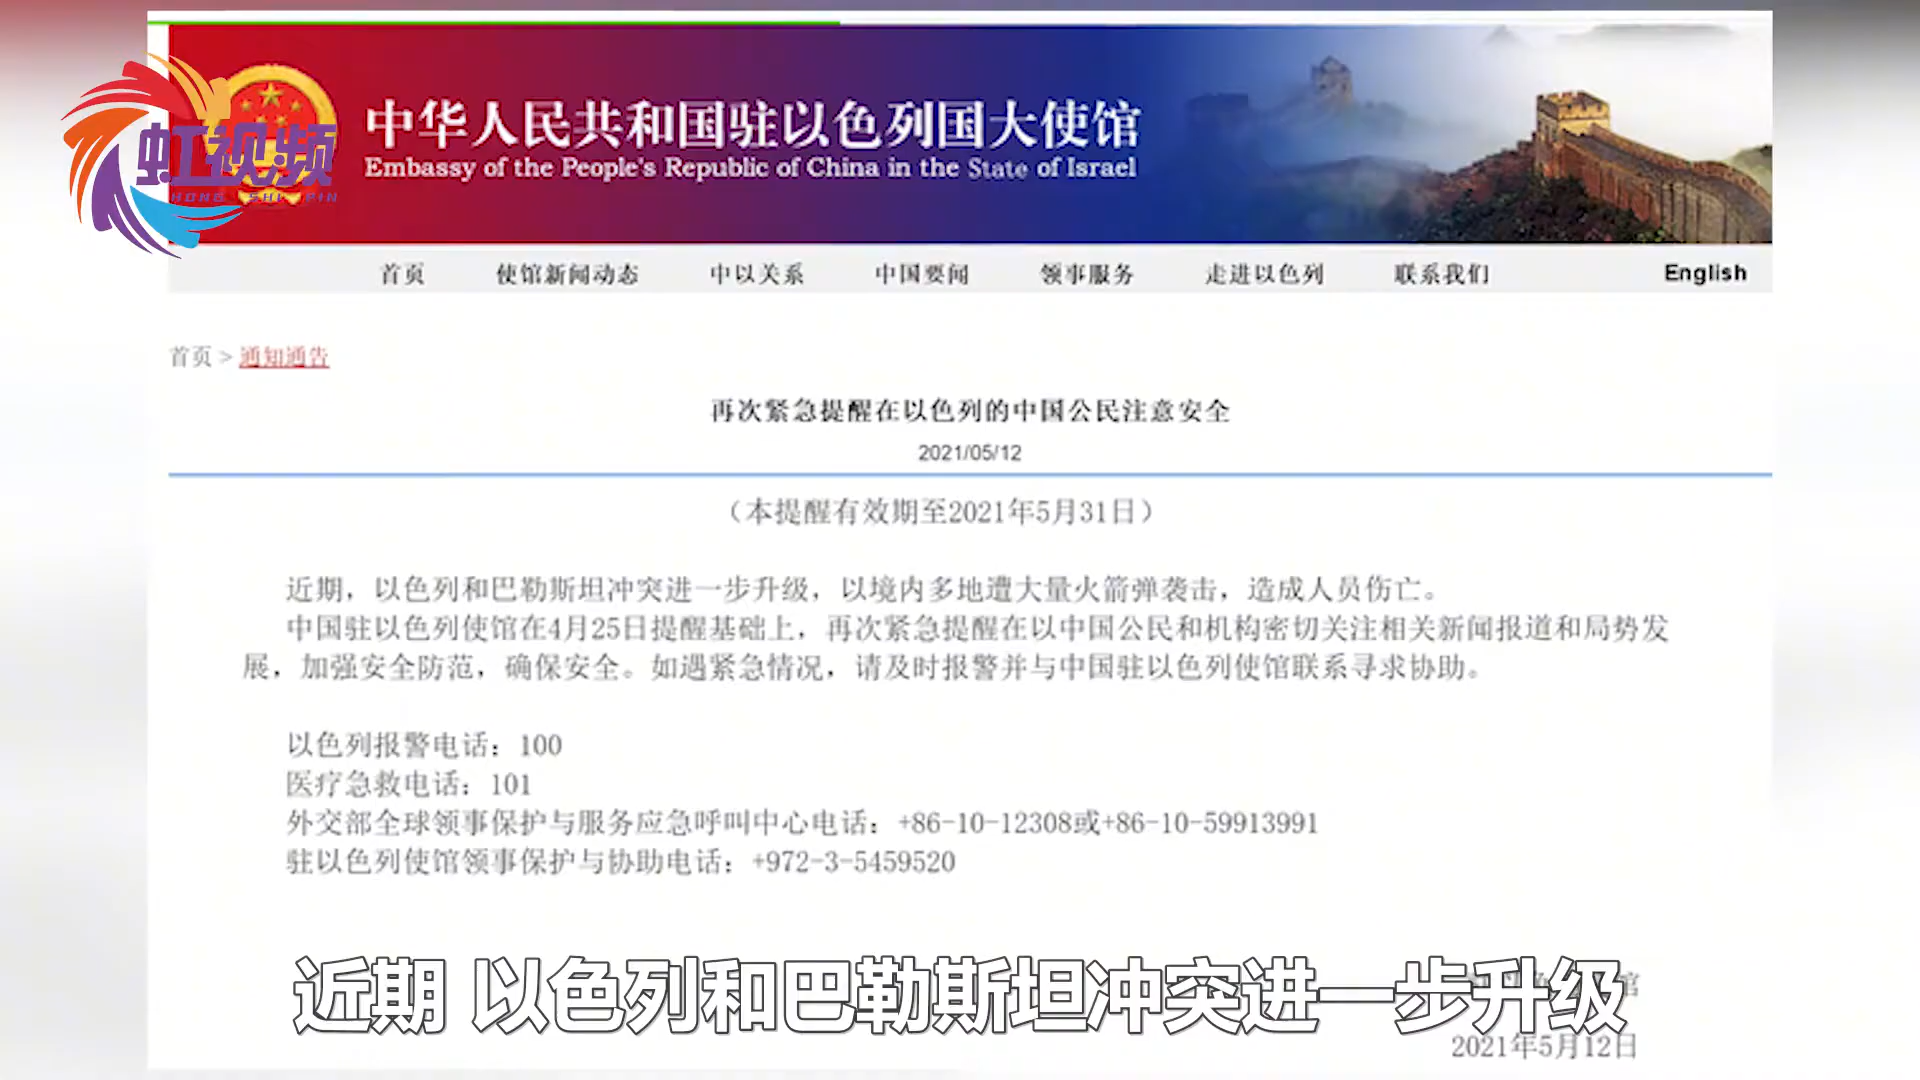 中华人民共和国驻以色列国大使馆
Embassy of the People's Republic of China in the State of Israel
虹视频
HONG SHI PIN
首页 使馆新闻动态 中以关系 中国要闻 领事服务 走进以色列 联系我们 English
首页 > 通知通告
再次紧急提醒在以色列的中国公民注意安全
2021/05/12
（本提醒有效期至2021年5月31日）
近期，以色列和巴勒斯坦冲突进一步升级，以境内多地遭大量火箭弹袭击，造成人员伤亡。
中国驻以色列使馆在4月25日提醒基础上，再次紧急提醒在以中国公民和机构密切关注相关新闻报道和局势发
展，加强安全防范，确保安全。如遇紧急情况，请及时报警并与中国驻以色列使馆联系寻求协助。
以色列报警电话：100
医疗急救电话：101
外交部全球领事保护与服务应急呼叫中心电话：+86-10-12308或+86-10-59913991
驻以色列使馆领事保护与协助电话：+972-3-5459520
近期 以色列和巴勒斯坦冲突进一步升级
馆
2021年5月12日